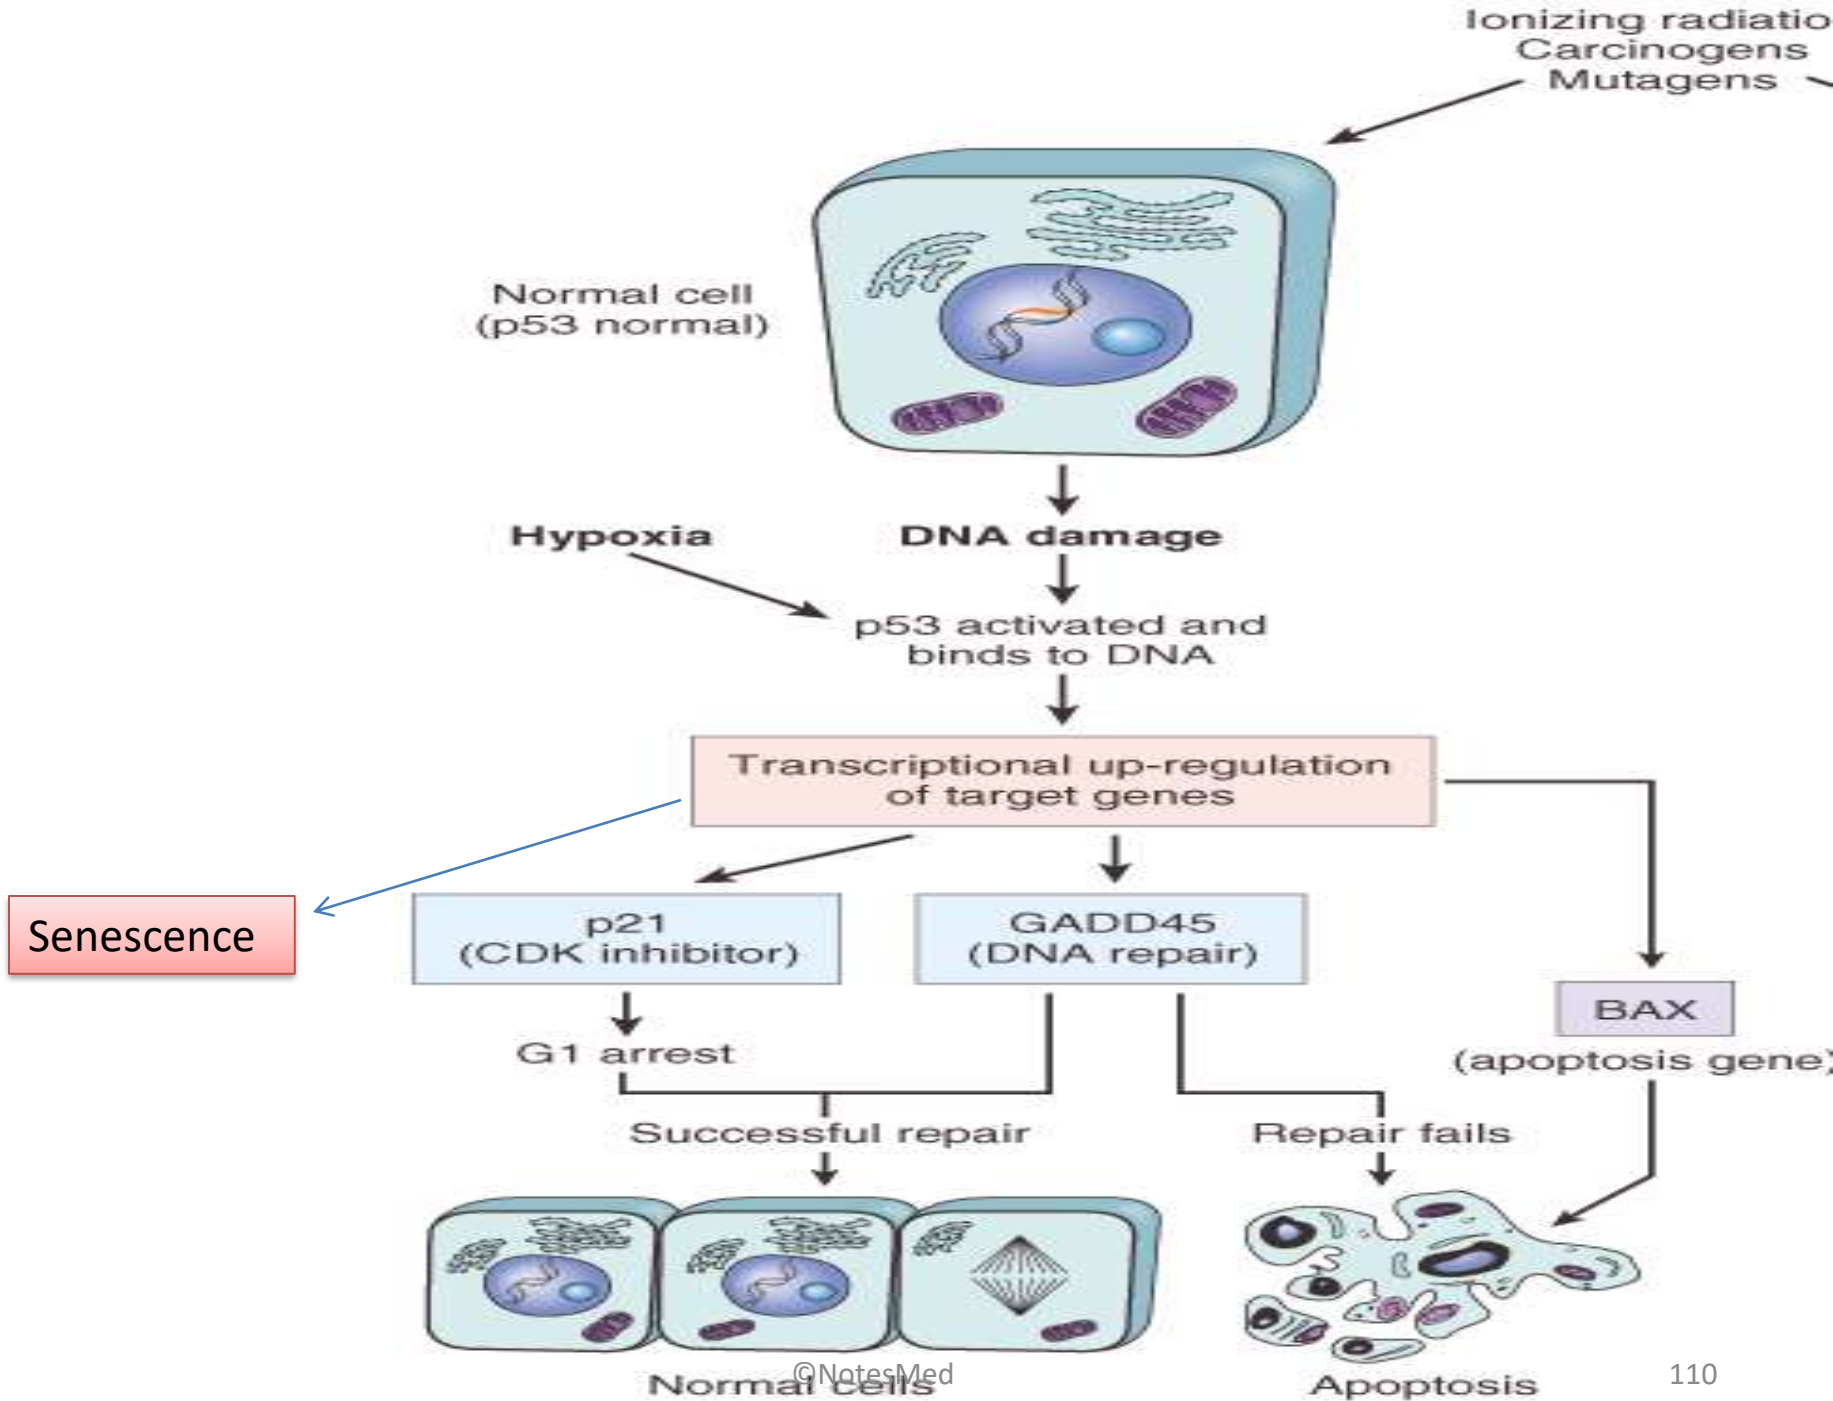 Ionizing radiatio
Carcinogens
Mutagens
Normal cell
(p53 normal)
Hypoxia
DNA damage
p53 activated and
binds to DNA
Transcriptional up-regulation
of target genes
Senescence
p21
(CDK inhibitor)
GADD45
(DNA repair)
BAX
(apoptosis gene)
G1 arrest
Successful repair
Repair fails
Normal cells
©NotesMed
Apoptosis
110